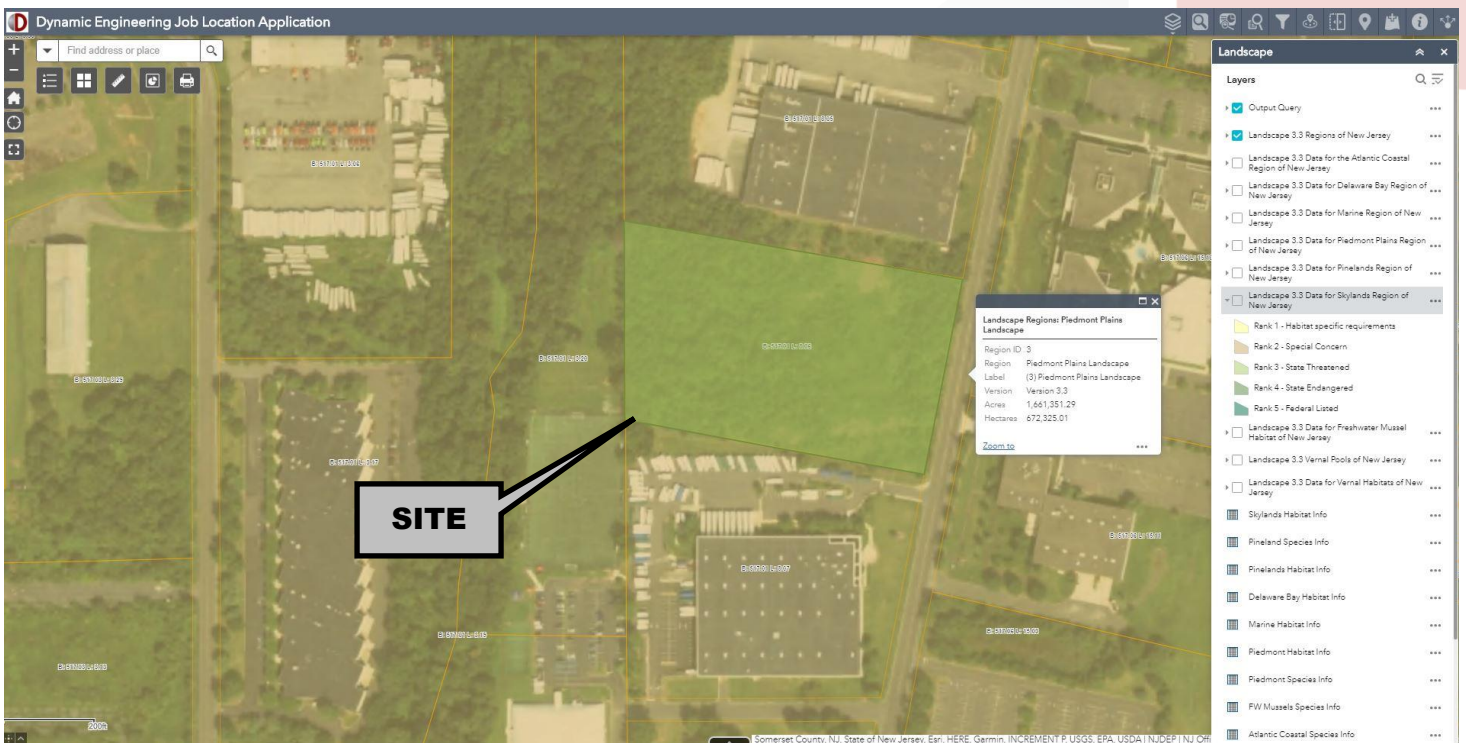 Dynamic Engineering Job Location Application
Find address or place
SITE
Landscape Regions: Piedmont Plains
Landscape
Region ID 3
Region Piedmont Plains Landscape
Label (3) Piedmont Plains Landscape
Version Version 3.3
Acres 1,661,351.29
Hectares 672,325.01
Zoom to
200ft
Somerset County, NJ, State of New Jersey, Esri, HERE, Garmin, INCREMENT P, USGS, EPA, USDA | NJDEP | NJ Offi
Landscape
Layers
Output Query
Landscape 3.3 Regions of New Jersey
Landscape 3.3 Data for the Atlantic Coastal
Region of New Jersey
Landscape 3.3 Data for Delaware Bay Region of
New Jersey
Landscape 3.3 Data for Marine Region of New
Jersey
Landscape 3.3 Data for Piedmont Plains Region
of New Jersey
Landscape 3.3 Data for Pinelands Region of
New Jersey
Landscape 3.3 Data for Skylands Region of
New Jersey
Rank 1 - Habitat specific requirements
Rank 2 - Special Concern
Rank 3 - State Threatened
Rank 4 - State Endangered
Rank 5 - Federal Listed
Landscape 3.3 Data for Freshwater Mussel
Habitat of New Jersey
Landscape 3.3 Vernal Pools of New Jersey
Landscape 3.3 Data for Vernal Habitats of New
Jersey
Skylands Habitat Info
Pineland Species Info
Pinelands Habitat Info
Delaware Bay Habitat Info
Marine Habitat Info
Piedmont Habitat Info
Piedmont Species Info
FW Mussels Species Info
Atlantic Coastal Species Info